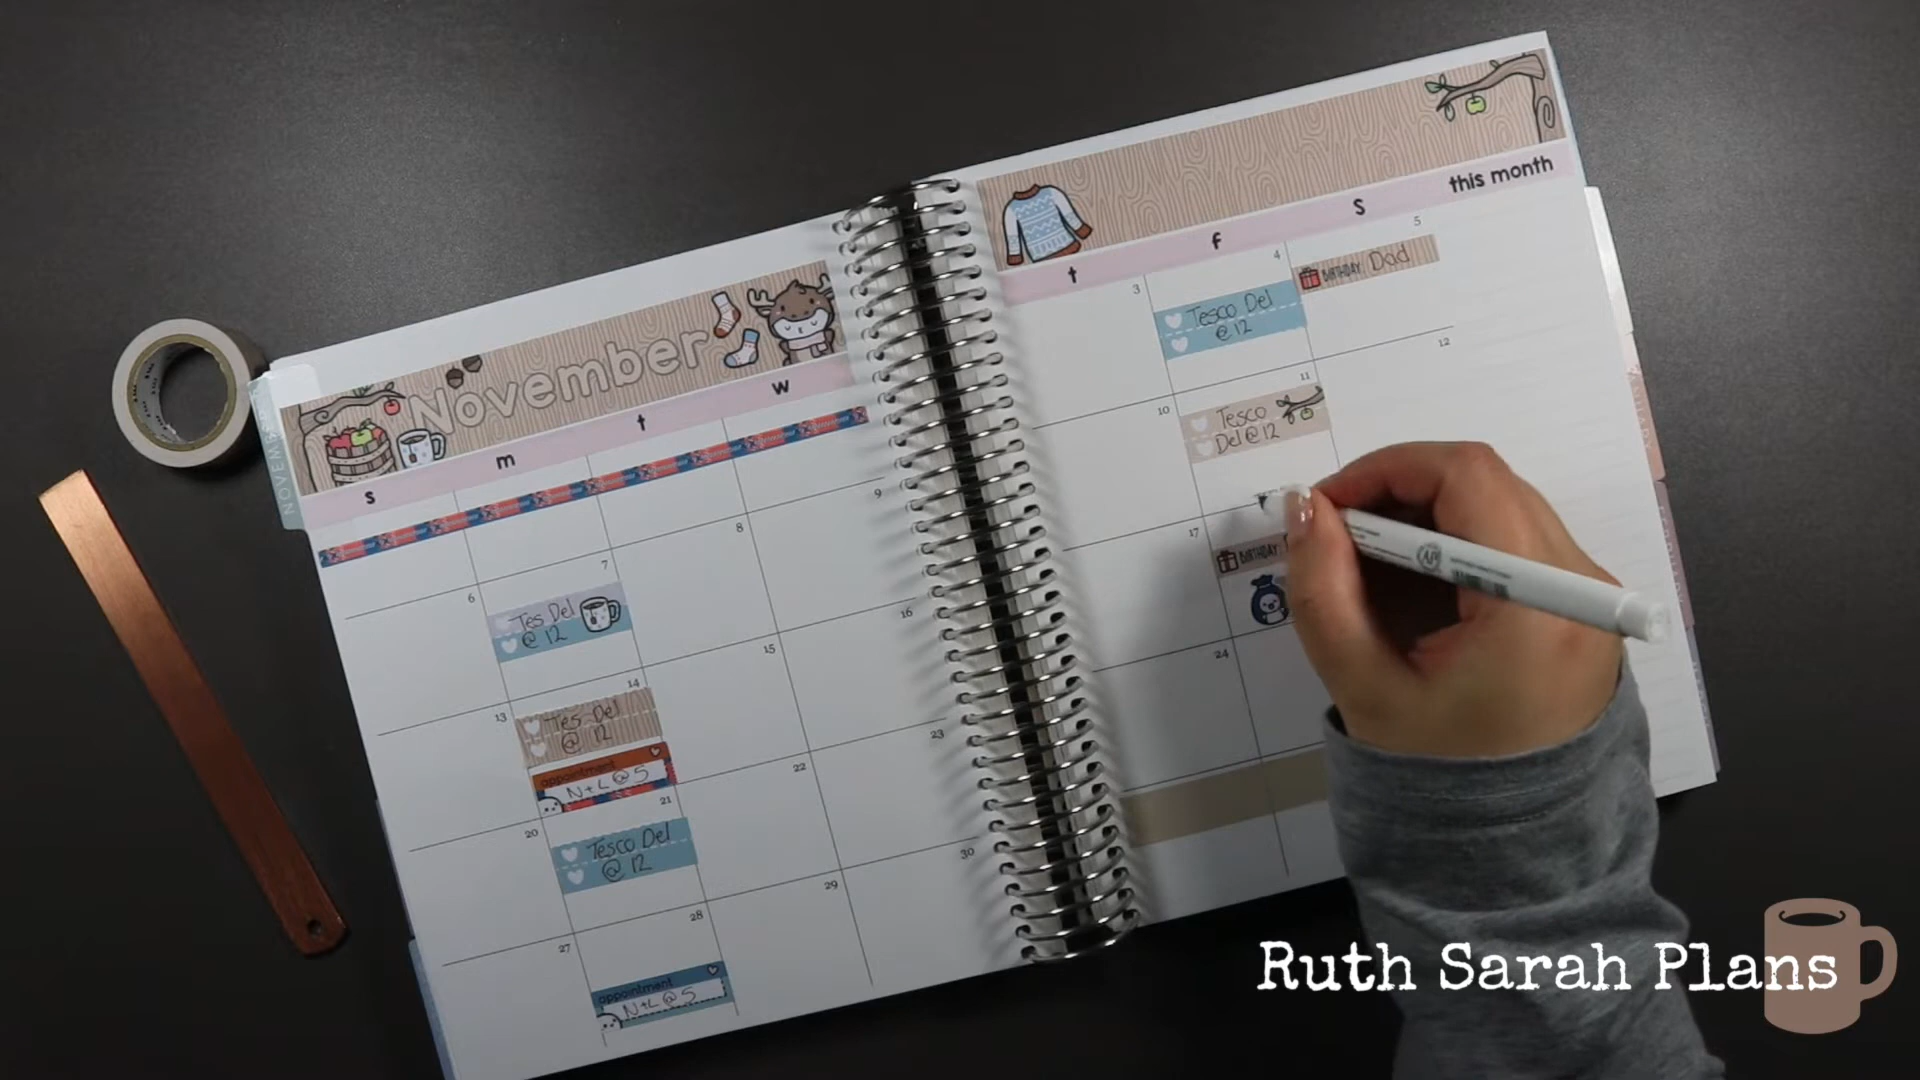 November
NOVEMBE
s
m
t
w
t
f
s
this month
3
4
Tesco Del
@ 12
5
BIRTHDAY: Dad
6
7
Tes Del
@ 12
8
9
10
11
Tesco
Del @ 12
12
13
14
Tes Del
@ 12
appointment
N+L @ 5
15
16
17
BIRTHDAY:
20
21
Tesco Del
@ 12
22
23
24
27
28
appointment
N+L @ 5
29
30
Ruth Sarah Plans